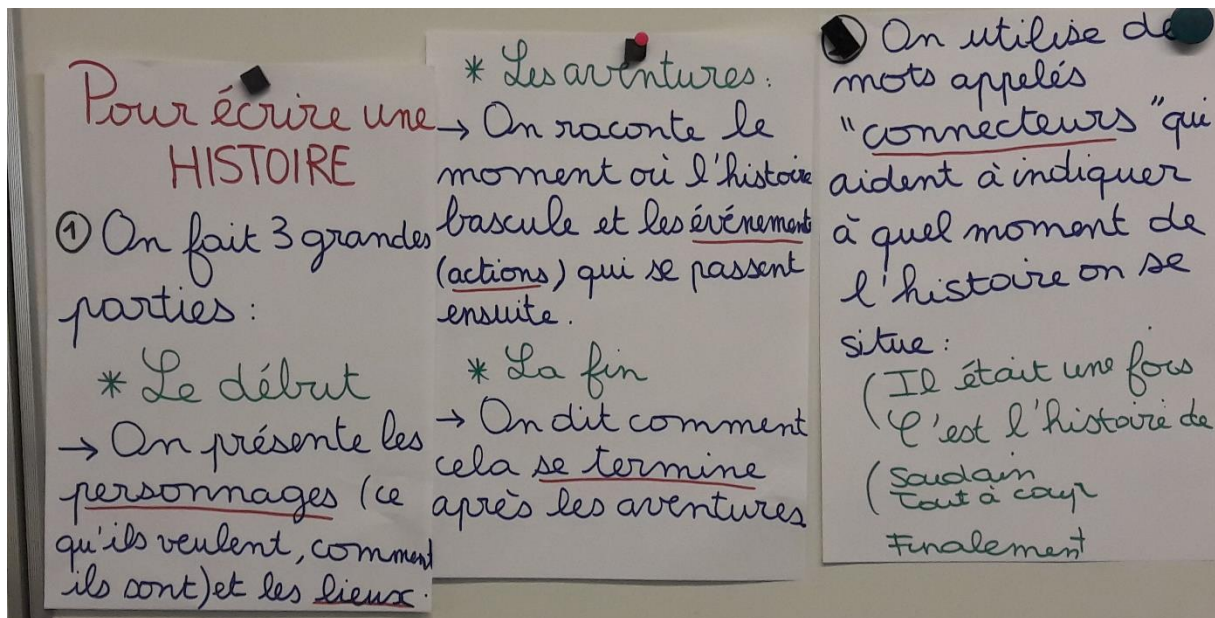 Pour écrire une
HISTOIRE
① On fait 3 grandes
parties :
* Le début
→ On présente les
personnages (ce
qu'ils veulent, comment
ils sont) et les lieux.
* Les aventures :
→ On raconte le
moment où l'histoire
bascule et les événements
(actions) qui se passent
ensuite.
* La fin
→ On dit comment
cela se termine
après les aventures
On utilise de
mots appelés
"connecteurs" qui
aident à indiquer
à quel moment de
l'histoire on se
situe :
( Il était une fois
C'est l'histoire de
( Soudain
Tout à coup
Finalement